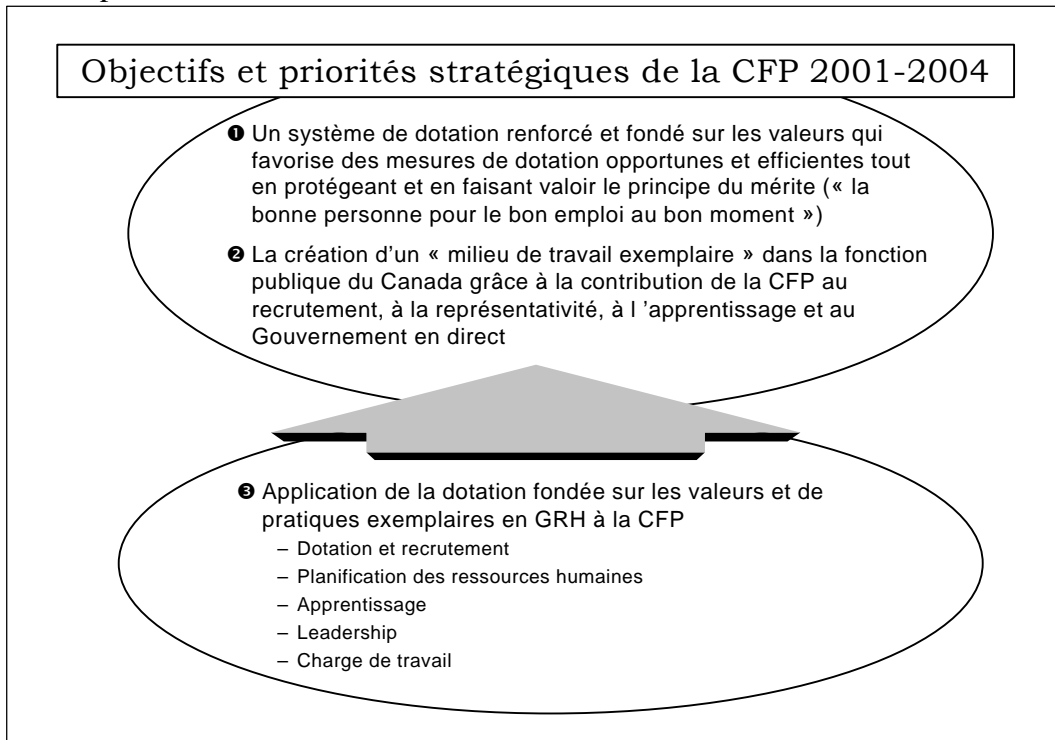 Objectifs et priorités stratégiques de la CFP 2001-2004
❶ Un système de dotation renforcé et fondé sur les valeurs qui
favorise des mesures de dotation opportunes et efficientes tout
en protégeant et en faisant valoir le principe du mérite (« la
bonne personne pour le bon emploi au bon moment »)
❷ La création d'un « milieu de travail exemplaire » dans la fonction
publique du Canada grâce à la contribution de la CFP au
recrutement, à la représentativité, à l 'apprentissage et au
Gouvernement en direct
❸ Application de la dotation fondée sur les valeurs et de
pratiques exemplaires en GRH à la CFP
– Dotation et recrutement
– Planification des ressources humaines
– Apprentissage
– Leadership
– Charge de travail